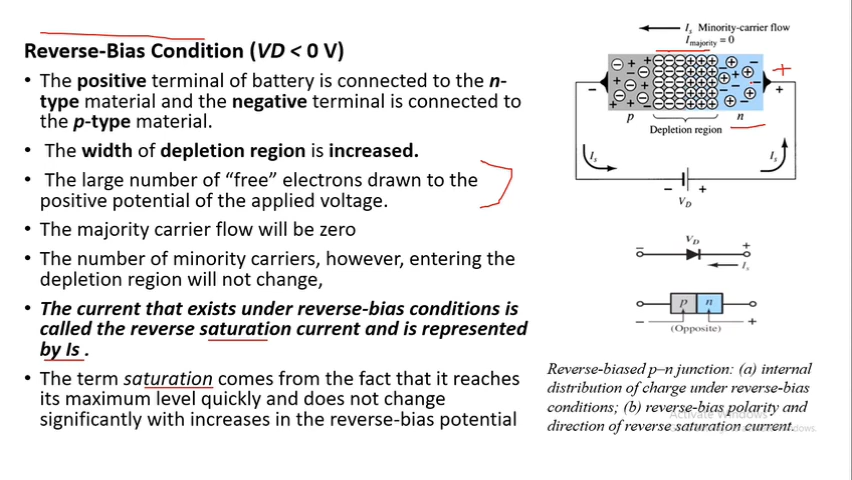 Reverse-Bias Condition (VD < 0 V)
• The positive terminal of battery is connected to the n-
type material and the negative terminal is connected to
the p-type material.
• The width of depletion region is increased.
• The large number of “free” electrons drawn to the
positive potential of the applied voltage.
• The majority carrier flow will be zero
• The number of minority carriers, however, entering the
depletion region will not change,
• The current that exists under reverse-bias conditions is
called the reverse saturation current and is represented
by Is .
• The term saturation comes from the fact that it reaches
its maximum level quickly and does not change
significantly with increases in the reverse-bias potential
Is Minority-carrier flow
Imajority = 0
− +
p n
Depletion region
Is Is
− +
VD
VD
− +
Is
p n
− +
(Opposite)
Reverse-biased p–n junction: (a) internal
distribution of charge under reverse-bias
conditions; (b) reverse-bias polarity and
direction of reverse saturation current.
Activate Windows